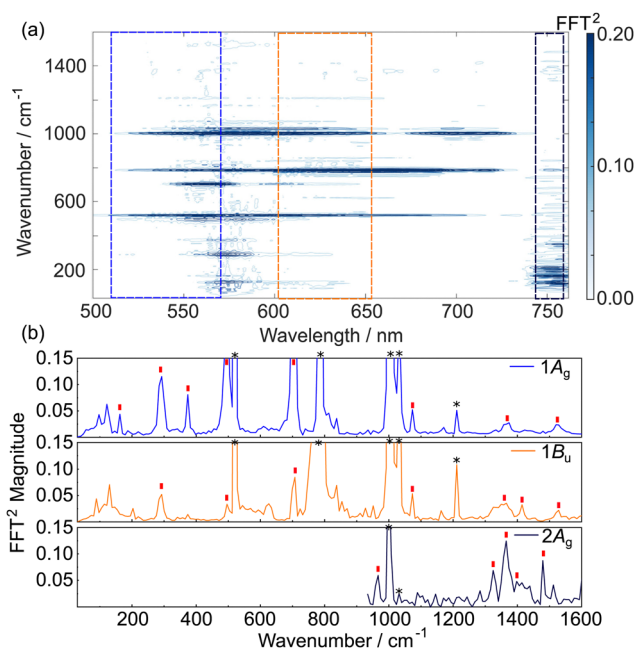 (a)
FFT²
0.20
0.10
0.00
Wavenumber / cm⁻¹
1400
1000
600
200
500 550 600 650 700 750
Wavelength / nm
(b)
FFT² Magnitude
0.15
0.10
0.05
1Ag
0.15
0.10
0.05
1Bu
0.15
0.10
0.05
2Ag
* * * * *
* * * * *
* *
200 400 600 800 1000 1200 1400 1600
Wavenumber / cm⁻¹